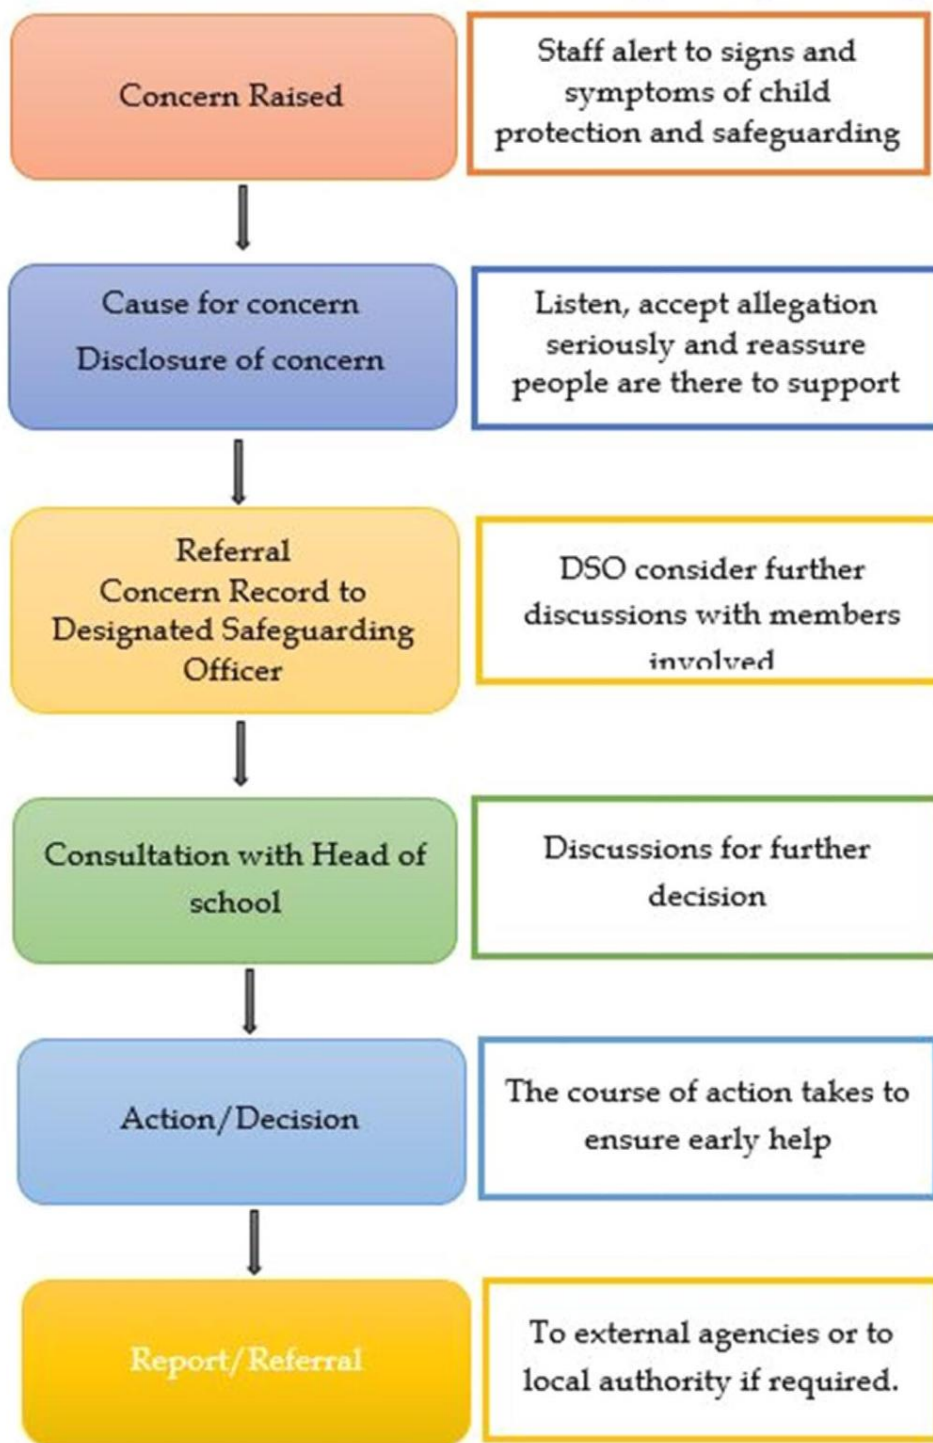 Concern Raised
Staff alert to signs and
symptoms of child
protection and safeguarding
Cause for concern
Disclosure of concern
Listen, accept allegation
seriously and reassure
people are there to support
Referral
Concern Record to
Designated Safeguarding
Officer
DSO consider further
discussions with members
involved
Consultation with Head of
school
Discussions for further
decision
Action/Decision
The course of action takes to
ensure early help
Report/Referral
To external agencies or to
local authority if required.